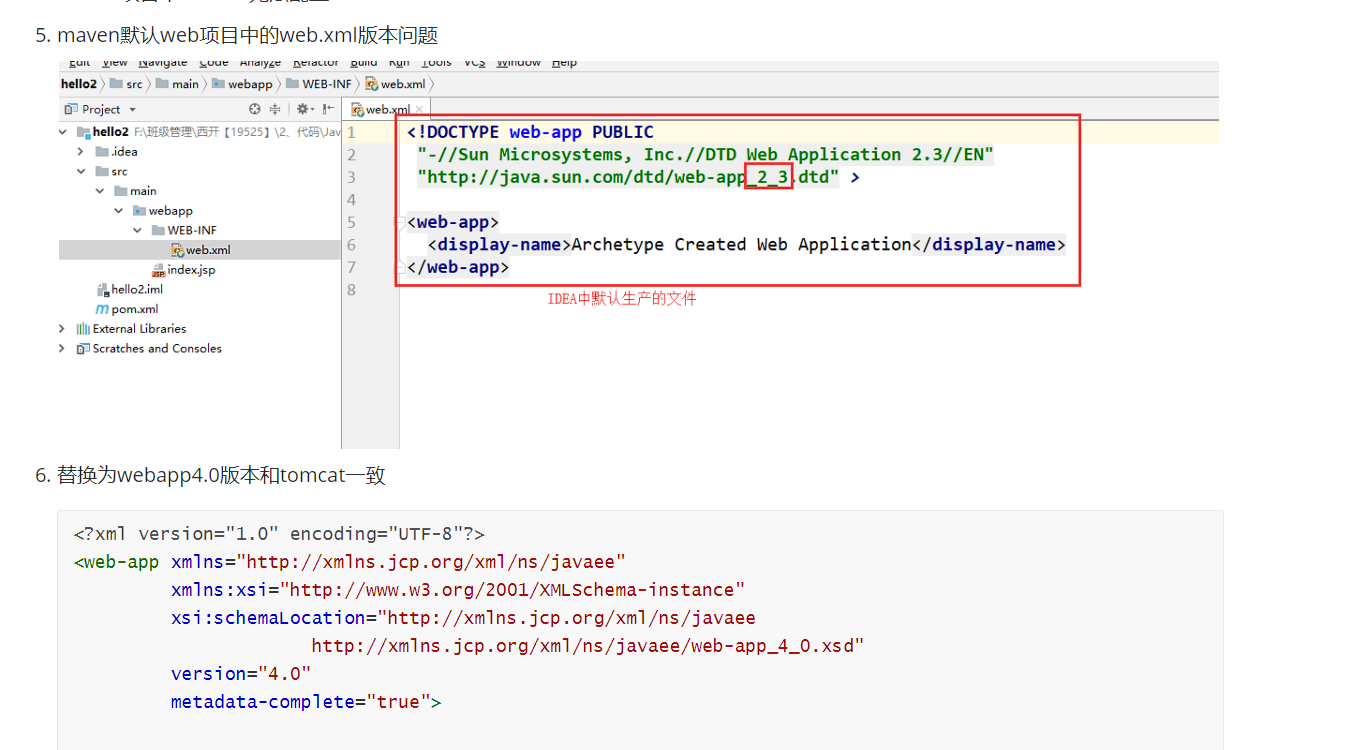 5. maven默认web项目中的web.xml版本问题
Edit View Navigate Code Analyze Refactor Build Run Tools VCS Window Help
hello2 src main webapp WEB-INF web.xml
Project web.xml
hello2 F:\班级管理\西开【19525】\2、代码\Jav 1 <!DOCTYPE web-app PUBLIC
.idea 2 "-//Sun Microsystems, Inc.//DTD Web Application 2.3//EN"
src 3 "http://java.sun.com/dtd/web-app_2_3.dtd" >
main 4
webapp 5 <web-app>
WEB-INF 6 <display-name>Archetype Created Web Application</display-name>
web.xml 7 </web-app>
JSP index.jsp
hello2.iml 8
IDEA中默认生产的文件
m pom.xml
External Libraries
Scratches and Consoles
6. 替换为webapp4.0版本和tomcat一致
<?xml version="1.0" encoding="UTF-8"?>
<web-app xmlns="http://xmlns.jcp.org/xml/ns/javaee"
xmlns:xsi="http://www.w3.org/2001/XMLSchema-instance"
xsi:schemaLocation="http://xmlns.jcp.org/xml/ns/javaee
http://xmlns.jcp.org/xml/ns/javaee/web-app_4_0.xsd"
version="4.0"
metadata-complete="true">